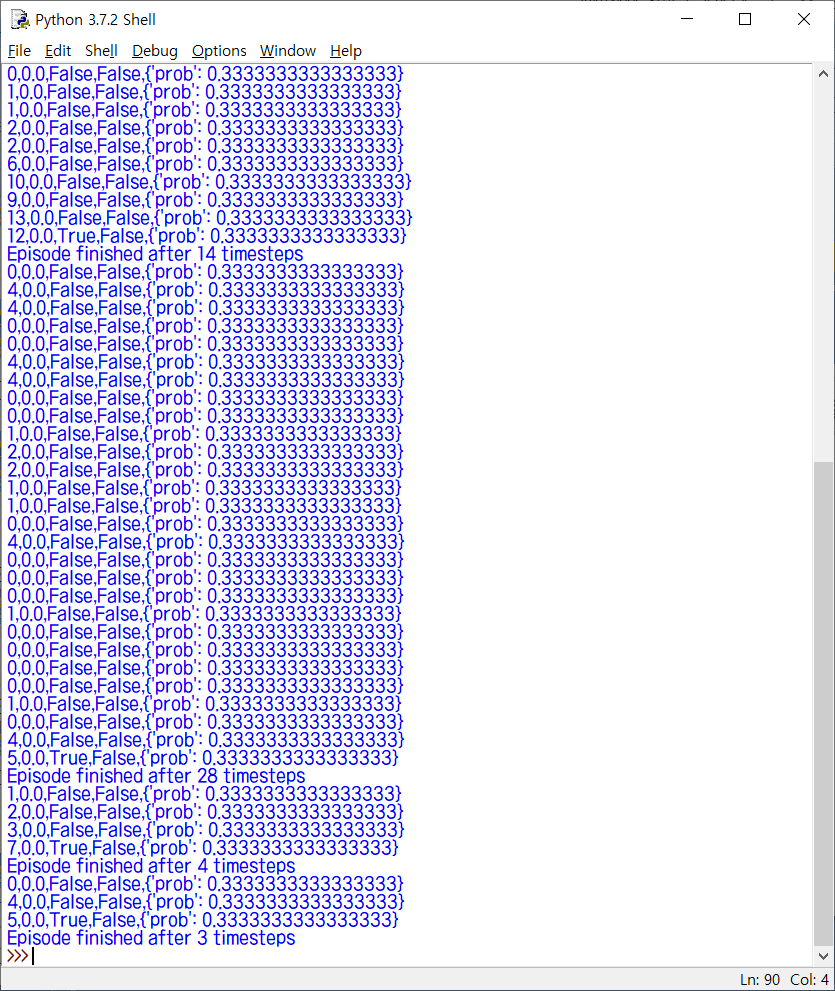 Python 3.7.2 Shell
File Edit Shell Debug Options Window Help
0,0.0,False,False,{'prob': 0.3333333333333333}
1,0.0,False,False,{'prob': 0.3333333333333333}
1,0.0,False,False,{'prob': 0.3333333333333333}
2,0.0,False,False,{'prob': 0.3333333333333333}
2,0.0,False,False,{'prob': 0.3333333333333333}
6,0.0,False,False,{'prob': 0.3333333333333333}
10,0.0,False,False,{'prob': 0.3333333333333333}
9,0.0,False,False,{'prob': 0.3333333333333333}
13,0.0,False,False,{'prob': 0.3333333333333333}
12,0.0,True,False,{'prob': 0.3333333333333333}
Episode finished after 14 timesteps
0,0.0,False,False,{'prob': 0.3333333333333333}
4,0.0,False,False,{'prob': 0.3333333333333333}
4,0.0,False,False,{'prob': 0.3333333333333333}
0,0.0,False,False,{'prob': 0.3333333333333333}
0,0.0,False,False,{'prob': 0.3333333333333333}
4,0.0,False,False,{'prob': 0.3333333333333333}
4,0.0,False,False,{'prob': 0.3333333333333333}
0,0.0,False,False,{'prob': 0.3333333333333333}
0,0.0,False,False,{'prob': 0.3333333333333333}
1,0.0,False,False,{'prob': 0.3333333333333333}
2,0.0,False,False,{'prob': 0.3333333333333333}
2,0.0,False,False,{'prob': 0.3333333333333333}
1,0.0,False,False,{'prob': 0.3333333333333333}
1,0.0,False,False,{'prob': 0.3333333333333333}
0,0.0,False,False,{'prob': 0.3333333333333333}
4,0.0,False,False,{'prob': 0.3333333333333333}
0,0.0,False,False,{'prob': 0.3333333333333333}
0,0.0,False,False,{'prob': 0.3333333333333333}
0,0.0,False,False,{'prob': 0.3333333333333333}
1,0.0,False,False,{'prob': 0.3333333333333333}
0,0.0,False,False,{'prob': 0.3333333333333333}
0,0.0,False,False,{'prob': 0.3333333333333333}
0,0.0,False,False,{'prob': 0.3333333333333333}
0,0.0,False,False,{'prob': 0.3333333333333333}
1,0.0,False,False,{'prob': 0.3333333333333333}
0,0.0,False,False,{'prob': 0.3333333333333333}
4,0.0,False,False,{'prob': 0.3333333333333333}
5,0.0,True,False,{'prob': 0.3333333333333333}
Episode finished after 28 timesteps
1,0.0,False,False,{'prob': 0.3333333333333333}
2,0.0,False,False,{'prob': 0.3333333333333333}
3,0.0,False,False,{'prob': 0.3333333333333333}
7,0.0,True,False,{'prob': 0.3333333333333333}
Episode finished after 4 timesteps
0,0.0,False,False,{'prob': 0.3333333333333333}
4,0.0,False,False,{'prob': 0.3333333333333333}
5,0.0,True,False,{'prob': 0.3333333333333333}
Episode finished after 3 timesteps
>>>
Ln: 90 Col: 4